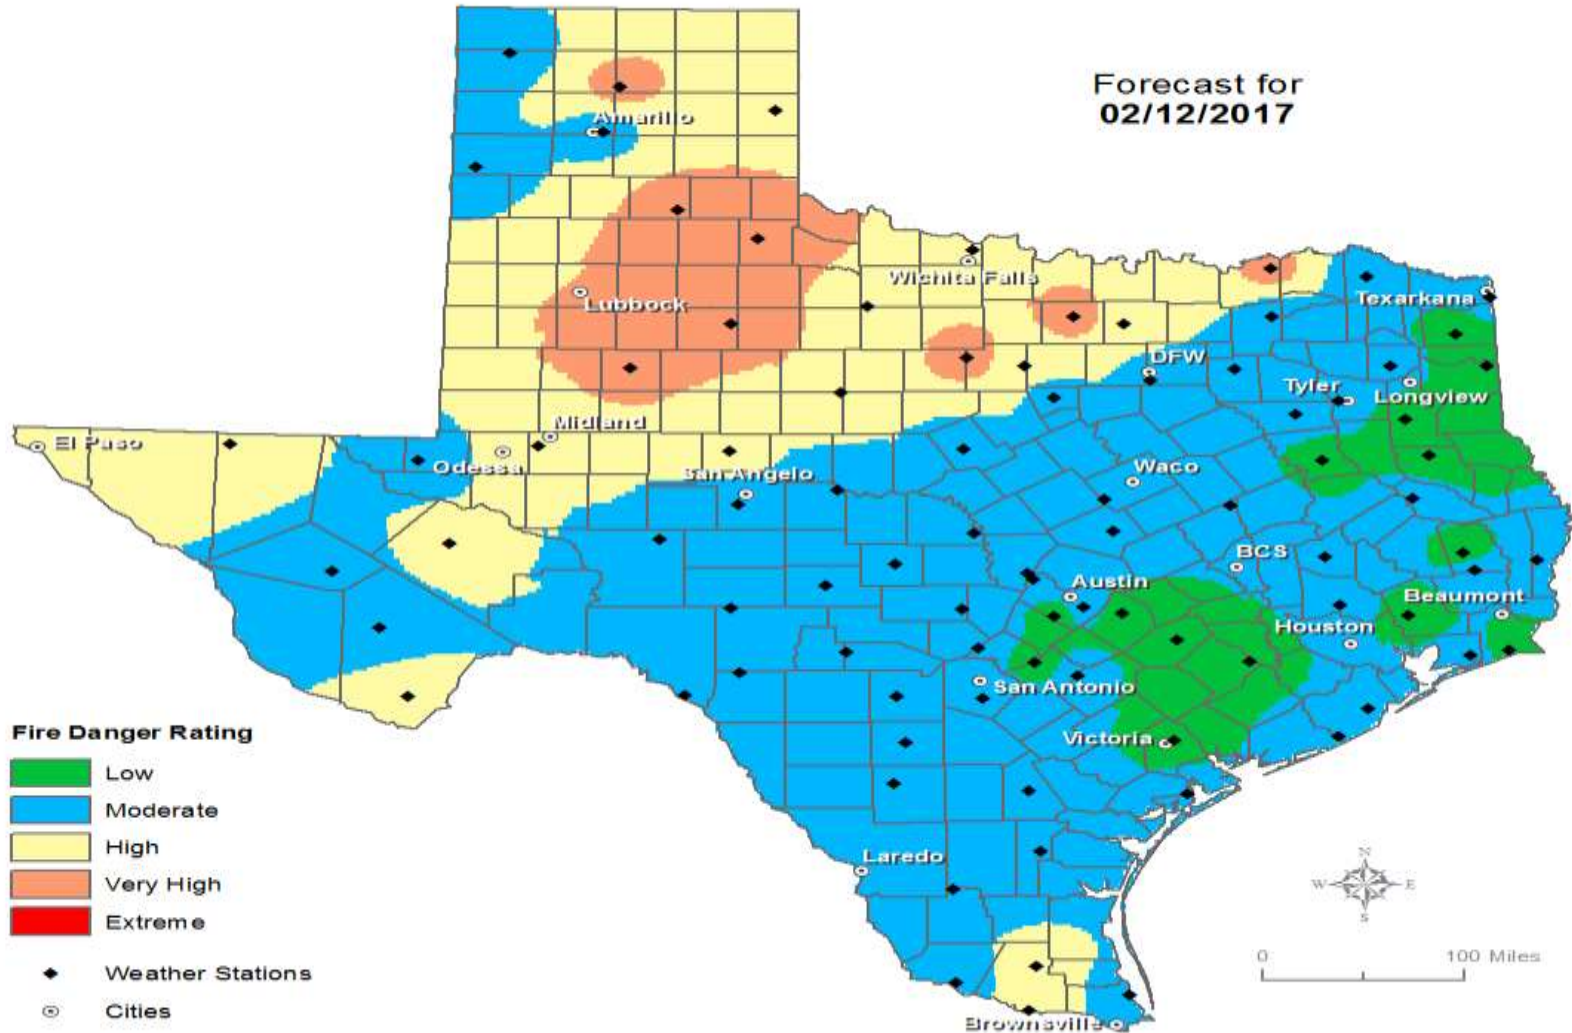 Forecast for
02/12/2017
Amarillo
Wichita Falls
Lubbock
Texarkana
DFW
Tyler
Longview
El Paso
Midland
Odessa
San Angelo
Waco
BCS
Austin
Beaumont
Houston
San Antonio
Victoria
Laredo
Brownsville
Fire Danger Rating
Low
Moderate
High
Very High
Extreme
Weather Stations
Cities
N
W E
S
0 100 Miles